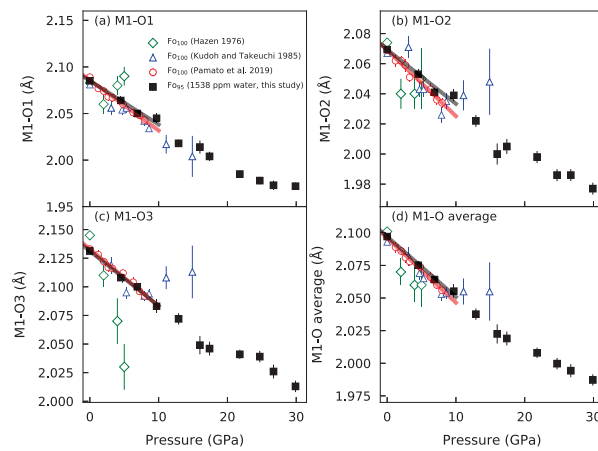 (a) M1-O1
Fo100 (Hazen 1976)
Fo100 (Kudoh and Takeuchi 1985)
Fo100 (Pamato et al. 2019)
Fo95 (1538 ppm water, this study)
M1-O1 (Å)
2.15
2.10
2.05
2.00
1.95
(b) M1-O2
M1-O2 (Å)
2.08
2.06
2.04
2.02
2.00
1.98
(c) M1-O3
M1-O3 (Å)
2.150
2.125
2.100
2.075
2.050
2.025
2.000
0 10 20 30
Pressure (GPa)
(d) M1-O average
M1-O average (Å)
2.100
2.075
2.050
2.025
2.000
1.975
0 10 20 30
Pressure (GPa)